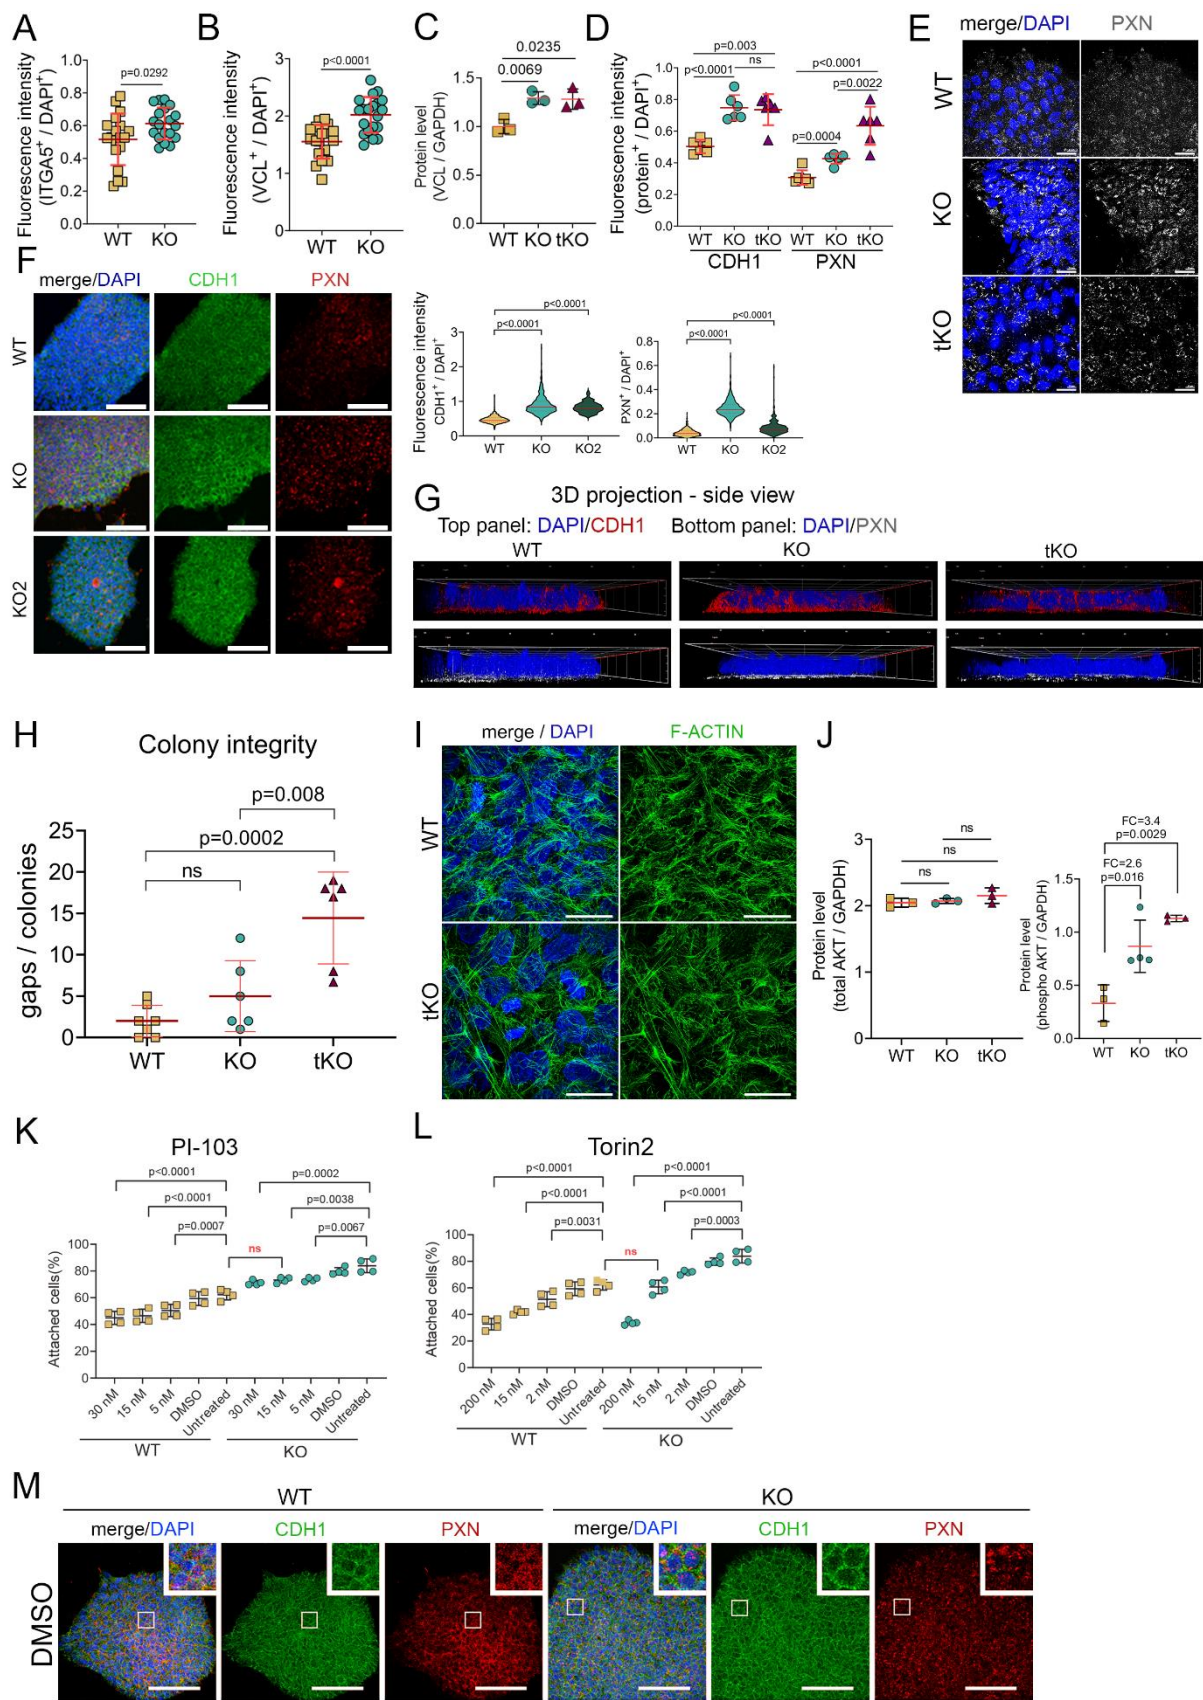 A
Fluorescence intensity
(ITGA5⁺ / DAPI⁺)
1.0
0.8
0.6
0.4
0.2
0.0
p=0.0292
WT KO
B
Fluorescence intensity
(VCL⁺ / DAPI⁺)
3
2
1
0
p<0.0001
WT KO
C
Protein level
(VCL / GAPDH)
1.5
1.0
0.5
0.0
0.0235
0.0069
WT KO tKO
D
Fluorescence intensity
(protein⁺ / DAPI⁺)
1.0
0.8
0.6
0.4
0.2
0.0
p=0.003
p<0.0001 ns
p<0.0001
p=0.0022
p=0.0004
WT KO tKO WT KO tKO
CDH1 PXN
E
merge/DAPI PXN
WT
KO
tKO
F
merge/DAPI CDH1 PXN
WT
KO
KO2
Fluorescence intensity
CDH1⁺ / DAPI⁺
3
2
1
0
p<0.0001
p<0.0001
WT KO KO2
PXN⁺ / DAPI⁺
0.8
0.6
0.4
0.2
0.0
p<0.0001
p<0.0001
WT KO KO2
G
3D projection - side view
Top panel: DAPI/CDH1 Bottom panel: DAPI/PXN
WT KO tKO
H
Colony integrity
gaps / colonies
25
20
15
10
5
0
p=0.008
p=0.0002
ns
WT KO tKO
I
merge / DAPI F-ACTIN
WT
tKO
J
Protein level
(total AKT / GAPDH)
3
2
1
0
ns
ns
ns
WT KO tKO
Protein level
(phospho AKT / GAPDH)
1.5
1.0
0.5
0.0
FC=3.4
p=0.0029
FC=2.6
p=0.016
WT KO tKO
K
PI-103
Attached cells(%)
100
80
60
40
20
0
p<0.0001 p=0.0002
p<0.0001 p=0.0038
p=0.0007 p=0.0067
ns
30 nM 15 nM 5 nM DMSO Untreated 30 nM 15 nM 5 nM DMSO Untreated
WT KO
L
Torin2
Attached cells(%)
100
80
60
40
20
0
p<0.0001 p<0.0001
p<0.0001 p<0.0001
p=0.0031 p=0.0003
ns
200 nM 15 nM 2 nM DMSO Untreated 200 nM 15 nM 2 nM DMSO Untreated
WT KO
M
WT KO
merge/DAPI CDH1 PXN merge/DAPI CDH1 PXN
DMSO